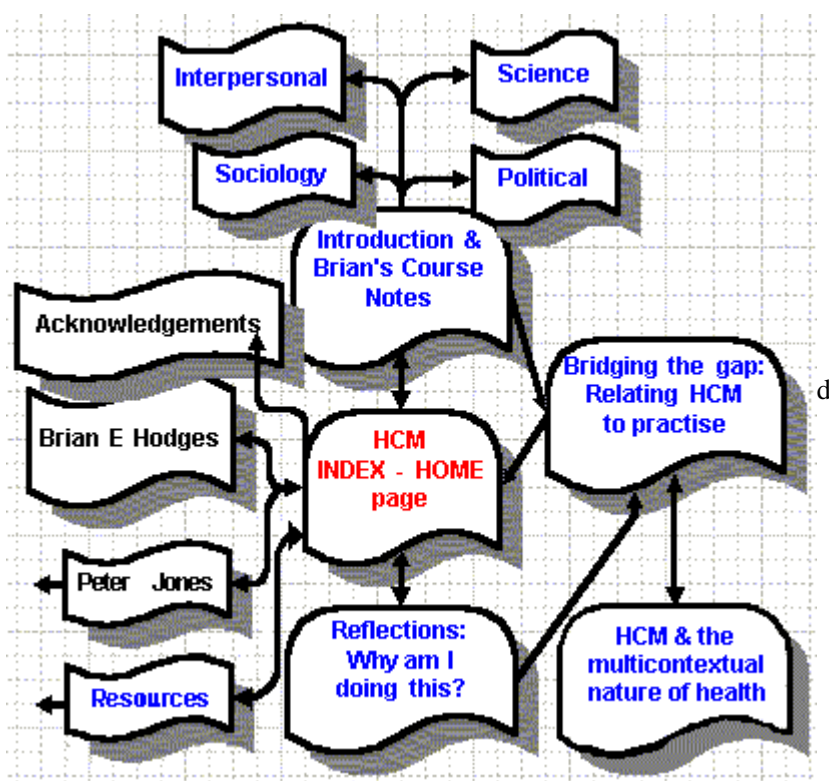 Interpersonal
Science
Sociology
Political
Introduction &
Brian's Course
Notes
Acknowledgements
Bridging the gap:
Relating HCM
to practise
d
Brian E Hodges
HCM
INDEX - HOME
page
Peter Jones
Reflections:
Why am I
doing this?
HCM & the
multicontextual
nature of health
Resources